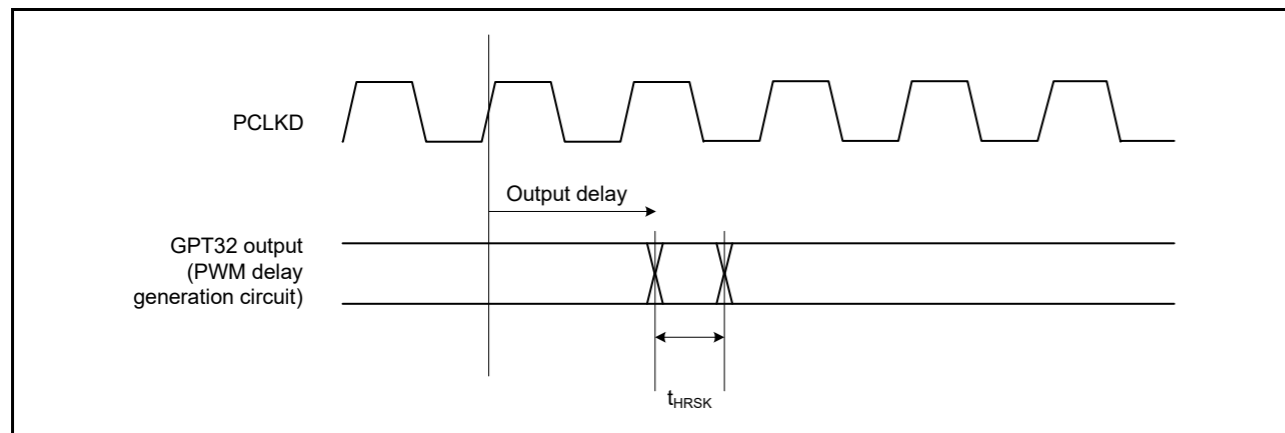 PCLKD
Output delay
GPT32 output
(PWM delay
generation circuit)
tHRSK